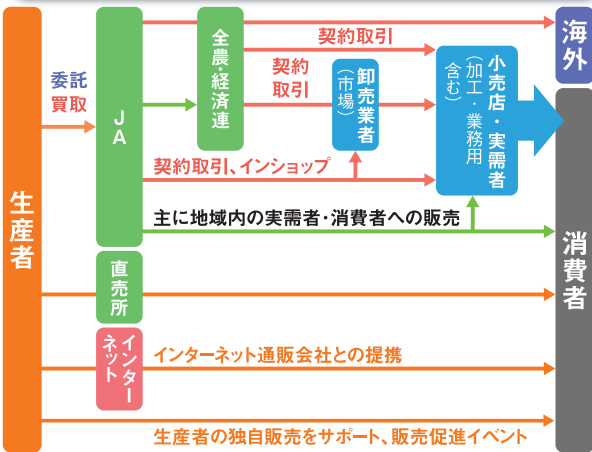 生産者
委託
買取
JA
全農・経済連
契約取引
契約
取引
卸売業者
（市場）
小売店・実需者
（加工・業務用
含む）
海外
消費者
契約取引、インショップ
主に地域内の実需者・消費者への販売
直売所
インター
ネット
インターネット通販会社との提携
生産者の独自販売をサポート、販売促進イベント